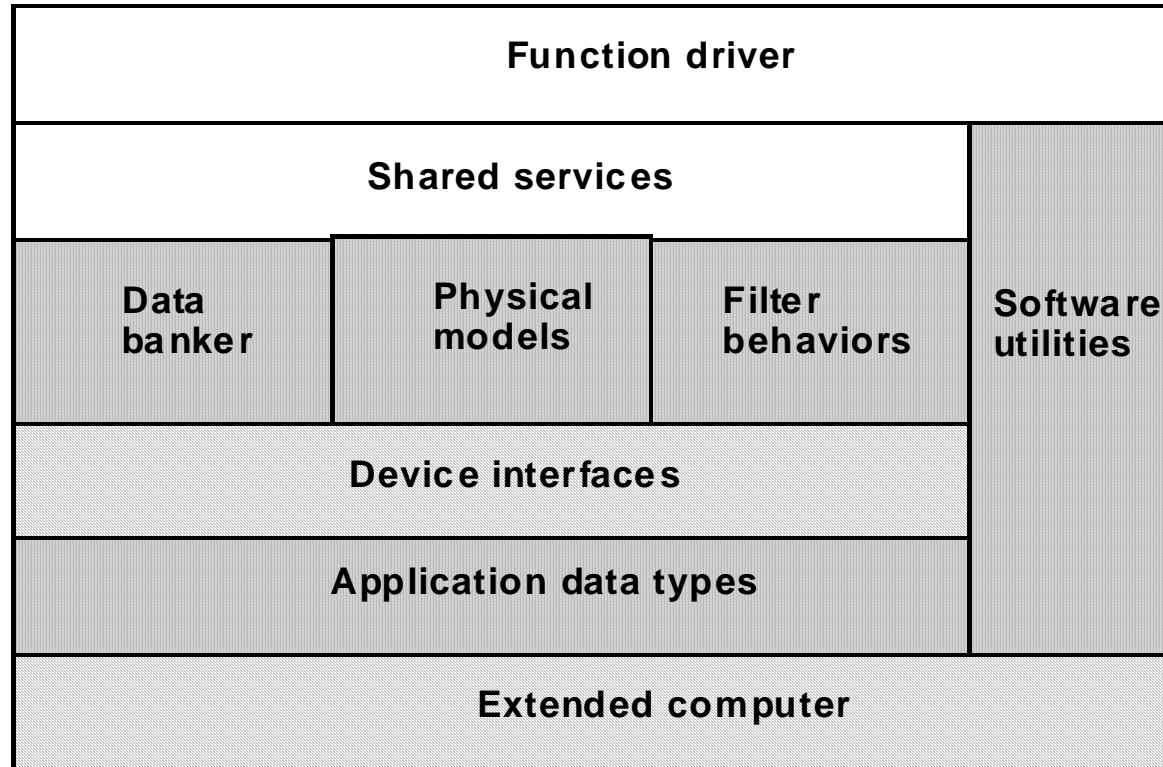 Function driver
Shared services
Data
banker
Physical
models
Filter
behaviors
Software
utilities
Device interfaces
Application data types
Extended computer